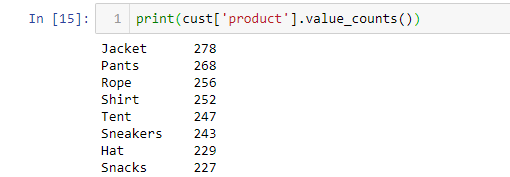 In [15]: 1 print(cust['product'].value_counts())
Jacket 278
Pants 268
Rope 256
Shirt 252
Tent 247
Sneakers 243
Hat 229
Snacks 227